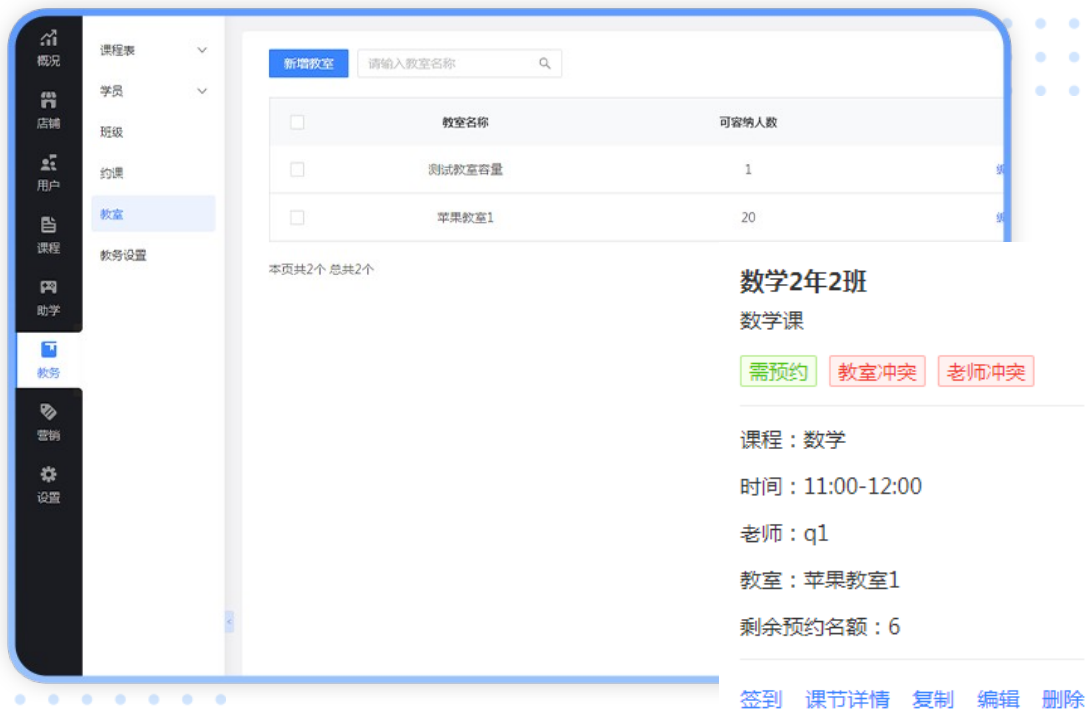 概况
店铺
用户
课程
助学
教务
营销
设置
课程表
学员
班级
约课
教室
教务设置
新增教室 请输入教室名称
教室名称 可容纳人数
测试教室容量 1
苹果教室1 20
本页共2个 总共2个
数学2年2班
数学课
需预约 教室冲突 老师冲突
课程：数学
时间：11:00-12:00
老师：q1
教室：苹果教室1
剩余预约名额：6
签到 课节详情 复制 编辑 删除